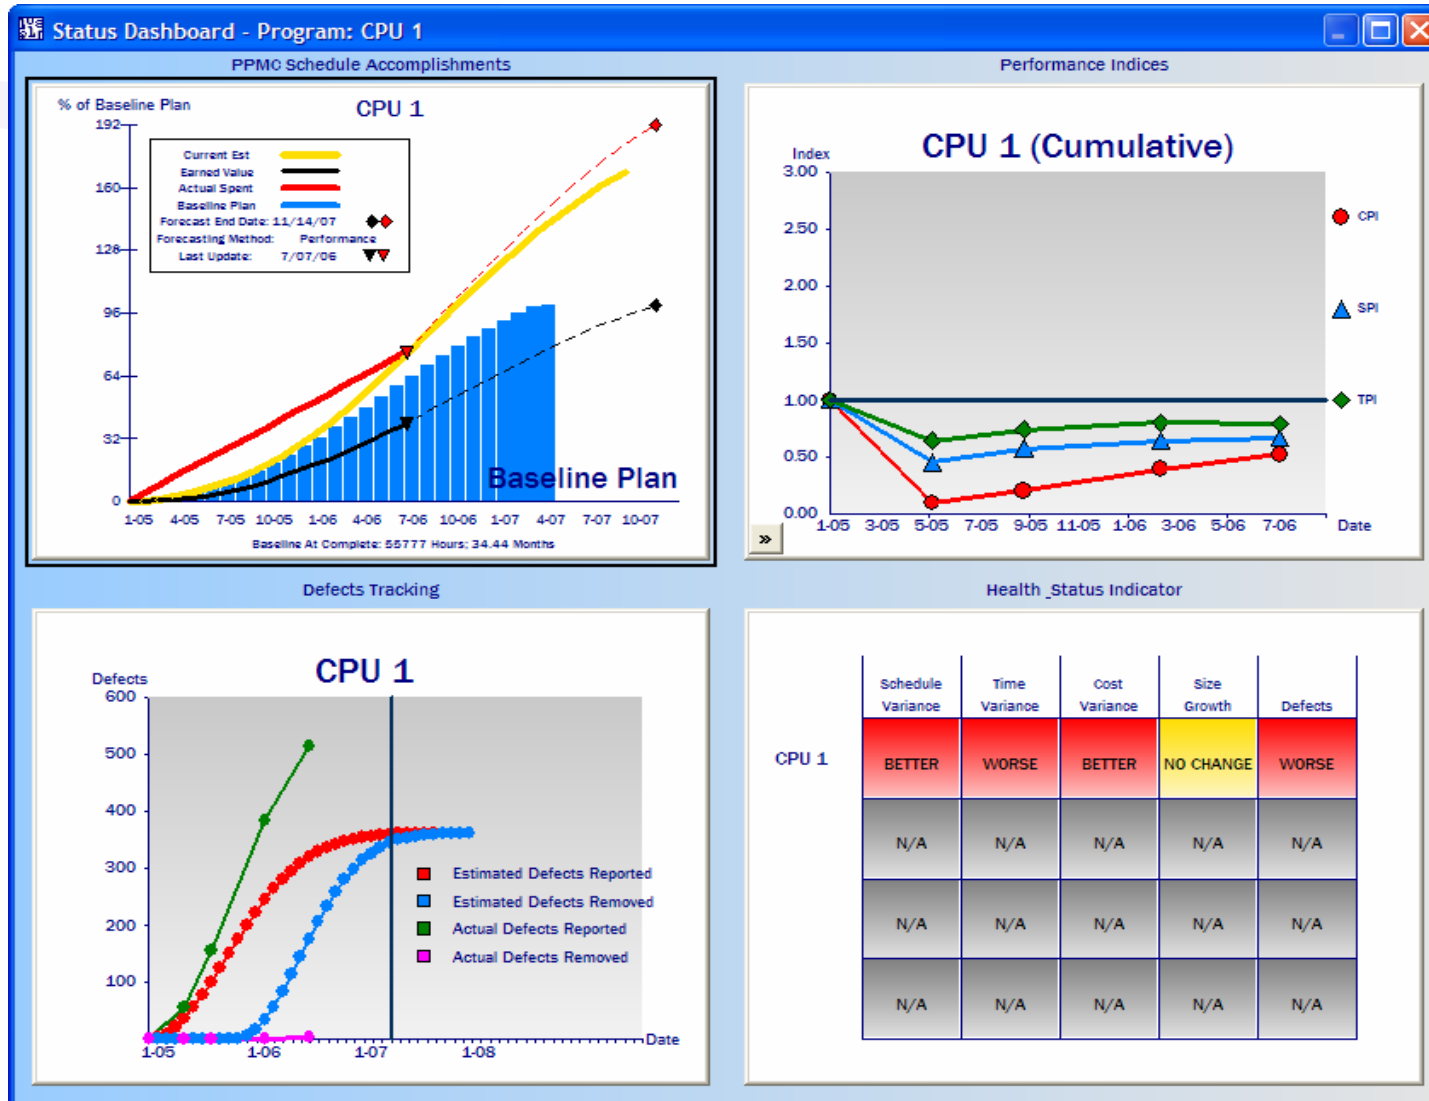 Status Dashboard - Program: CPU 1
PPMC Schedule Accomplishments
% of Baseline Plan
CPU 1
192
160
128
96
64
32
0
Current Est
Earned Value
Actual Spent
Baseline Plan
Forecast End Date: 11/14/07
Forecasting Method: Performance
Last Update: 7/07/06
Baseline Plan
1-05 4-05 7-05 10-05 1-06 4-06 7-06 10-06 1-07 4-07 7-07 10-07
Baseline At Complete: 55777 Hours; 34.44 Months
Performance Indices
CPU 1 (Cumulative)
Index
3.00
2.50
2.00
1.50
1.00
0.50
0.00
CPI
SPI
TPI
1-05 3-05 5-05 7-05 9-05 11-05 1-06 3-06 5-06 7-06 Date
»
Defects Tracking
CPU 1
Defects
600
500
400
300
200
100
Estimated Defects Reported
Estimated Defects Removed
Actual Defects Reported
Actual Defects Removed
Date
1-05 1-06 1-07 1-08
Health _Status Indicator
Schedule Variance Time Variance Cost Variance Size Growth Defects
CPU 1 BETTER WORSE BETTER NO CHANGE WORSE
N/A N/A N/A N/A N/A
N/A N/A N/A N/A N/A
N/A N/A N/A N/A N/A